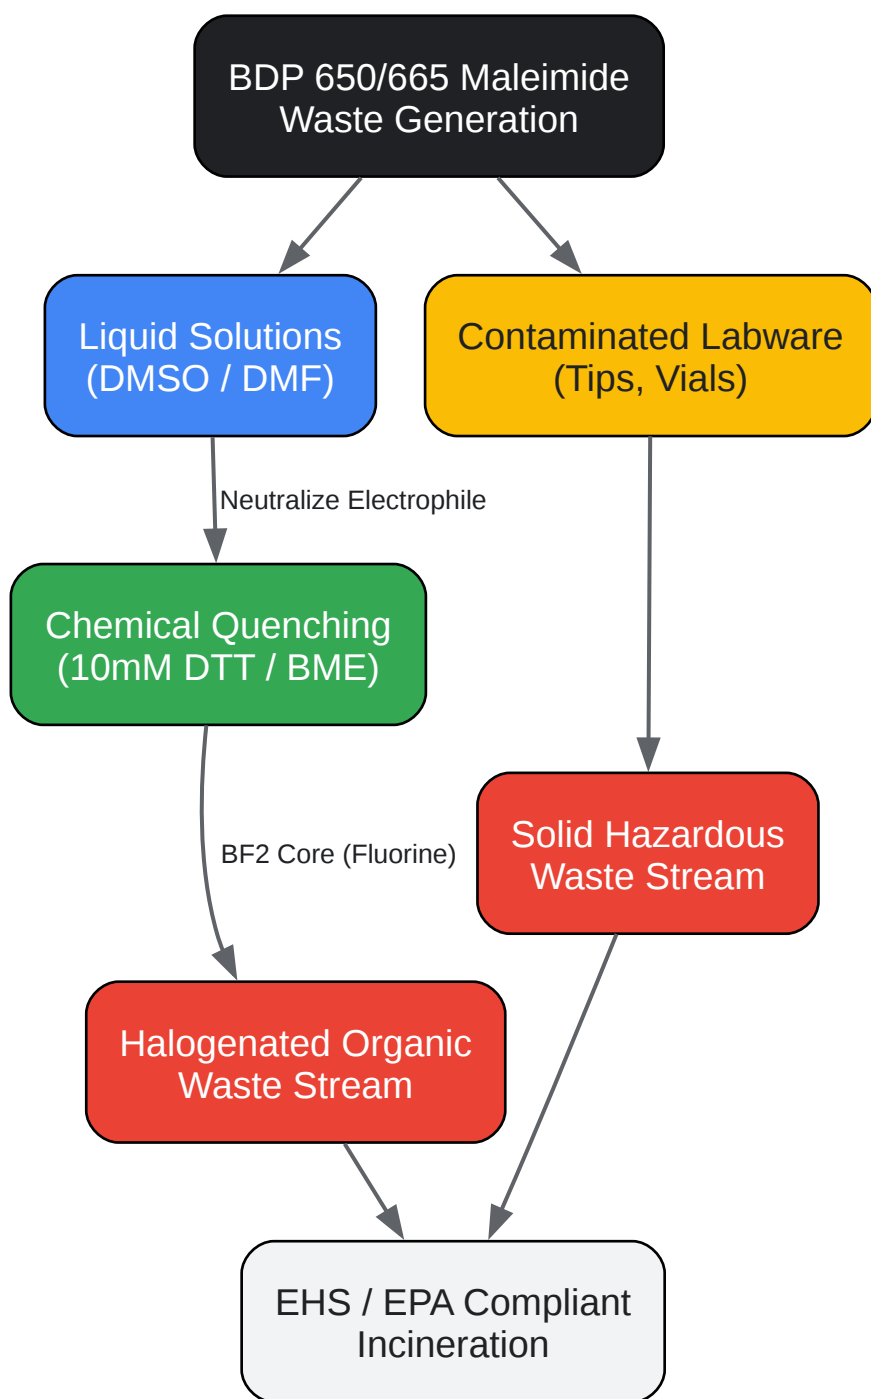 BDP 650/665 Maleimide
Waste Generation
Liquid Solutions
(DMSO / DMF)
Contaminated Labware
(Tips, Vials)
Neutralize Electrophile
Chemical Quenching
(10mM DTT / BME)
BF2 Core (Fluorine)
Solid Hazardous
Waste Stream
Halogenated Organic
Waste Stream
EHS / EPA Compliant
Incineration